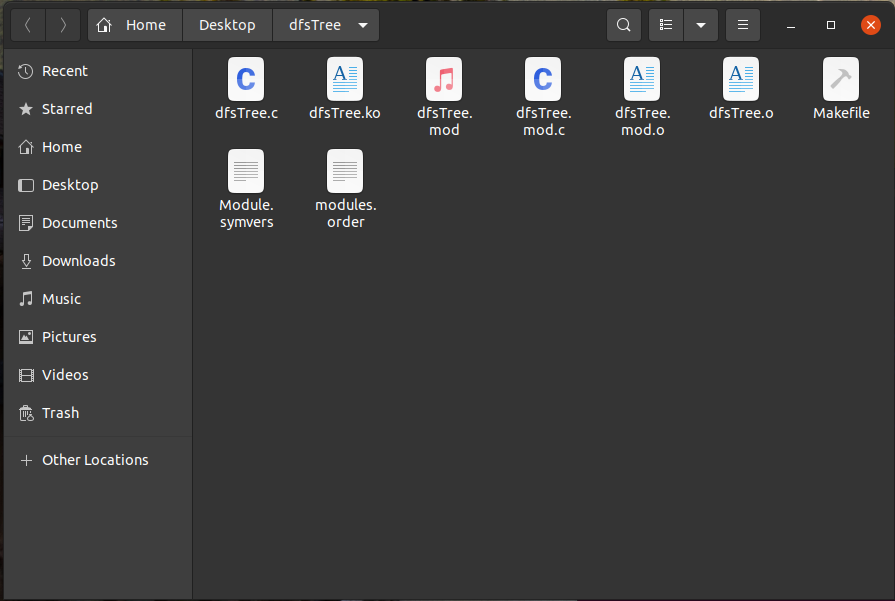 Home Desktop dfsTree
Recent
Starred
Home
Desktop
Documents
Downloads
Music
Pictures
Videos
Trash
Other Locations
dfsTree.c dfsTree.ko dfsTree. dfsTree. dfsTree. dfsTree.o Makefile
mod mod.c mod.o
Module. modules.
symvers order